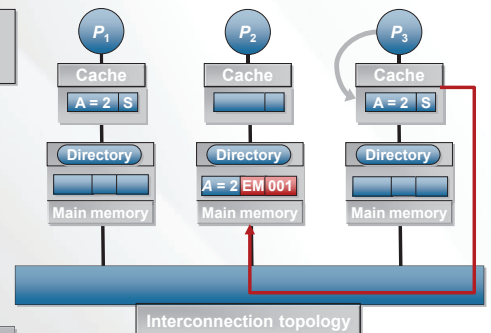 P1 P2 P3
Cache Cache Cache
A = 2 S A = 2 S
Directory Directory Directory
A = 2 EM 001
Main memory Main memory Main memory
Interconnection topology